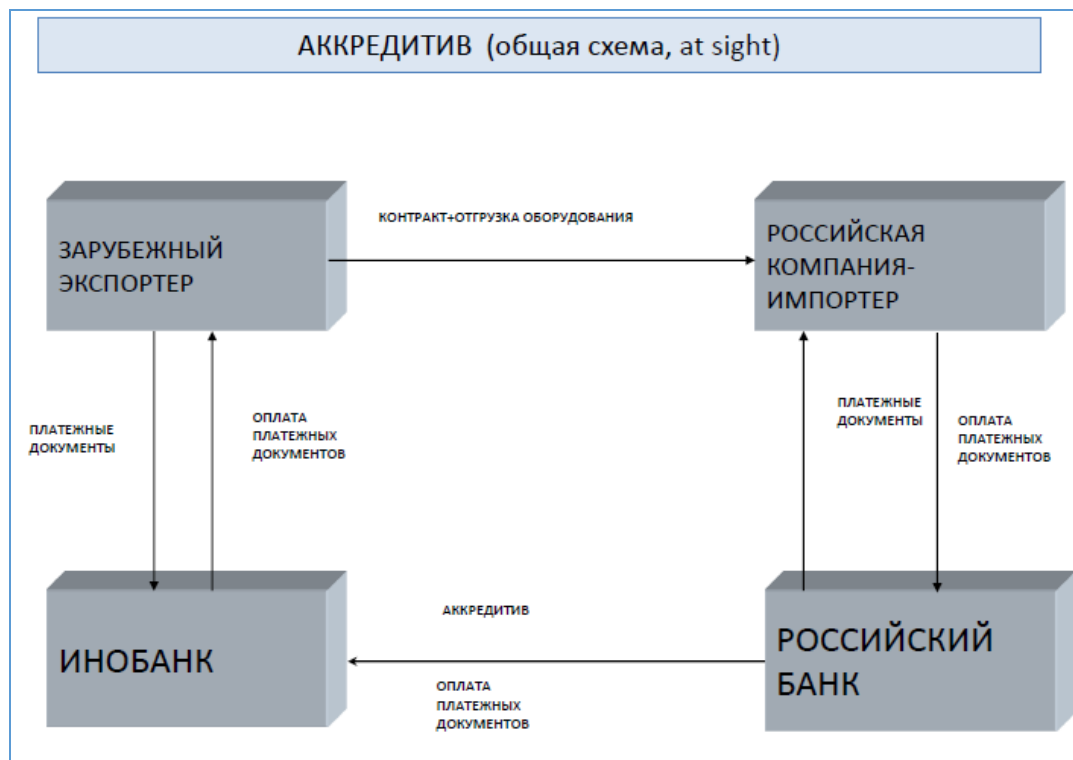 АККРЕДИТИВ (общая схема, at sight)
КОНТРАКТ+ОТГРУЗКА ОБОРУДОВАНИЯ
ЗАРУБЕЖНЫЙ
ЭКСПОРТЕР
РОССИЙСКАЯ
КОМПАНИЯ-
ИМПОРТЕР
ПЛАТЕЖНЫЕ
ДОКУМЕНТЫ
ОПЛАТА
ПЛАТЕЖНЫХ
ДОКУМЕНТОВ
ПЛАТЕЖНЫЕ
ДОКУМЕНТЫ
ОПЛАТА
ПЛАТЕЖНЫХ
ДОКУМЕНТОВ
ИНОБАНК
АККРЕДИТИВ
ОПЛАТА
ПЛАТЕЖНЫХ
ДОКУМЕНТОВ
РОССИЙСКИЙ
БАНК